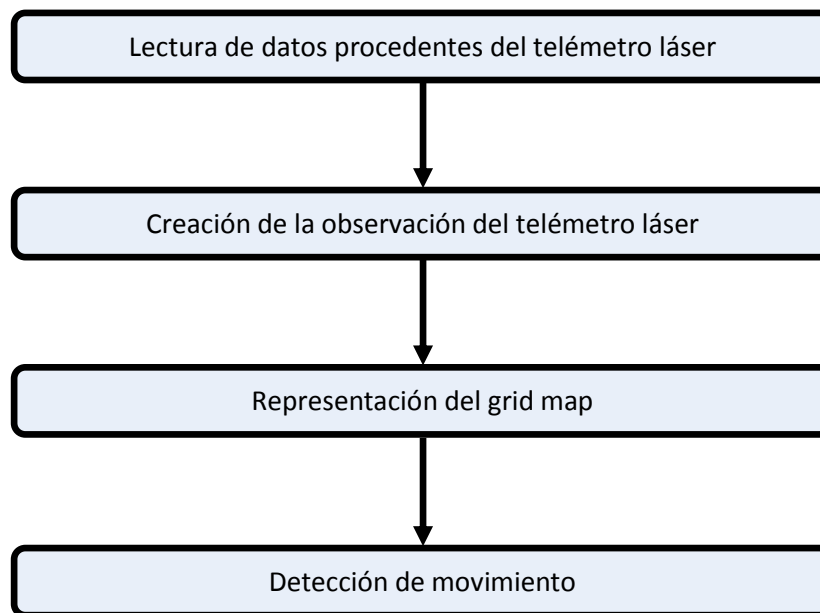 Lectura de datos procedentes del telémetro láser
Creación de la observación del telémetro láser
Representación del grid map
Detección de movimiento